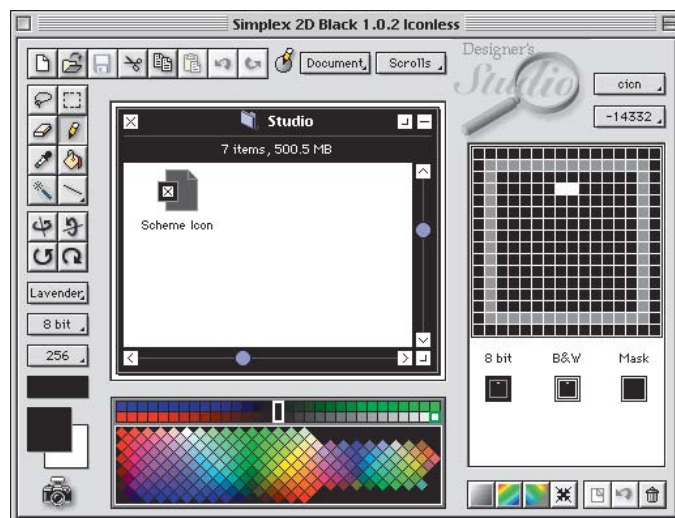 Simplex 2D Black 1.0.2 Iconless
Document
Scrolls
Designer's
Studio
cicn
-14332
Studio
7 items, 500.5 MB
Scheme Icon
Lavender
8 bit
256
8 bit
B&W
Mask